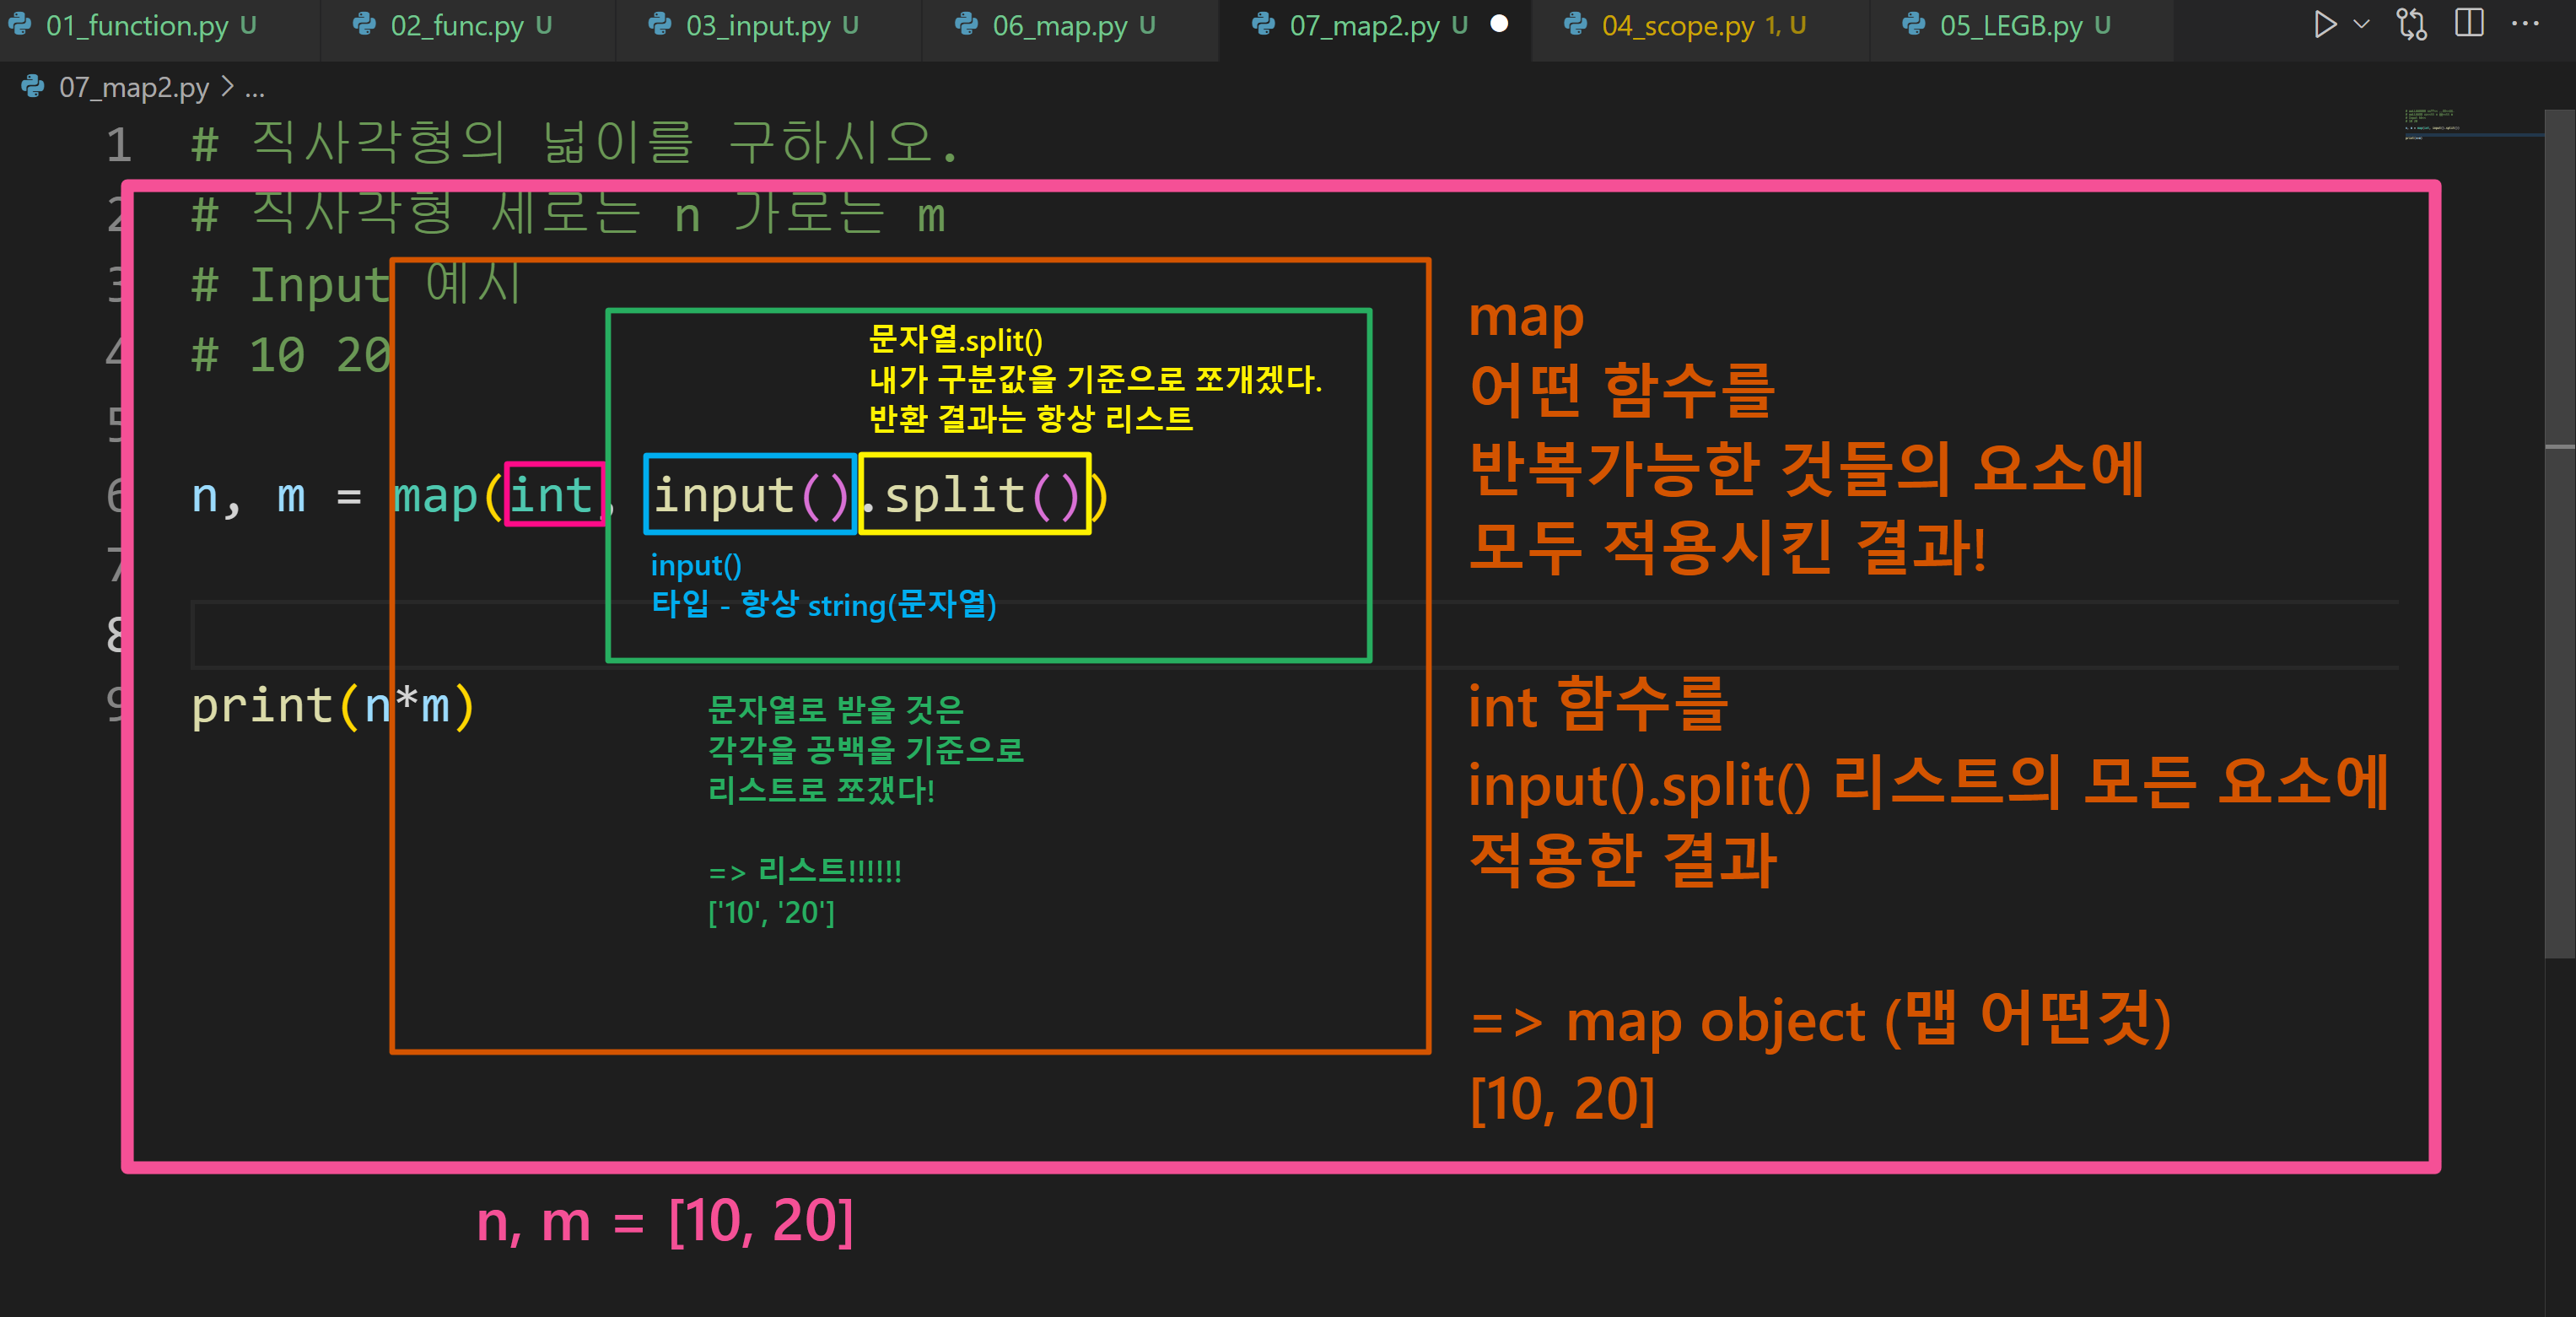 01_function.py U
02_func.py U
03_input.py U
06_map.py U
07_map2.py U
04_scope.py 1, U
05_LEGB.py U
07_map2.py > ...
1 # 직사각형의 넓이를 구하시오.
2 # 직사각형 세로는 n 가로는 m
3 # Input 예시
4 # 10 20
문자열.split()
내가 구분값을 기준으로 쪼개겠다.
반환 결과는 항상 리스트
5
6 n, m = map(int, input().split())
7
input()
타입 - 항상 string(문자열)
8
9 print(n*m)
문자열로 받을 것은
각각을 공백을 기준으로
리스트로 쪼갰다!
=> 리스트!!!!!!
['10', '20']
map
어떤 함수를
반복가능한 것들의 요소에
모두 적용시킨 결과!
int 함수를
input().split() 리스트의 모든 요소에
적용한 결과
=> map object (맵 어떤것)
[10, 20]
n, m = [10, 20]